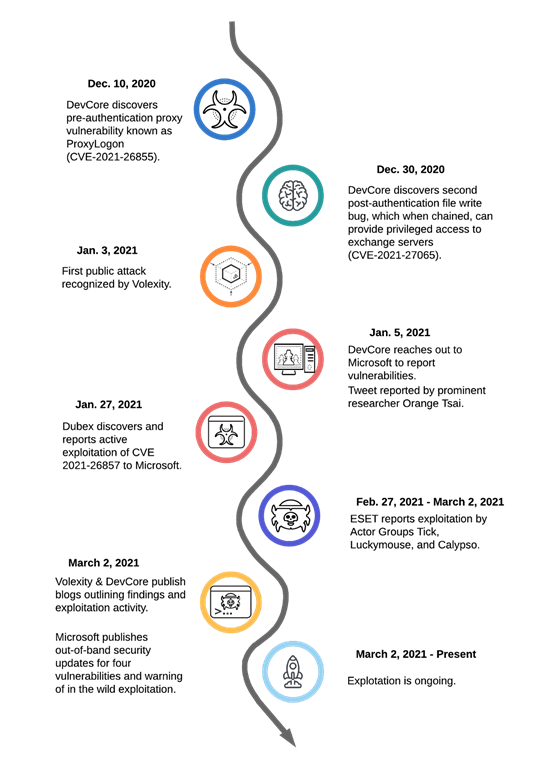 Dec. 10, 2020
DevCore discovers
pre-authentication proxy
vulnerability known as
ProxyLogon
(CVE-2021-26855).
Dec. 30, 2020
DevCore discovers second
post-authentication file write
bug, which when chained, can
provide privileged access to
exchange servers
(CVE-2021-27065).
Jan. 3, 2021
First public attack
recognized by Volexity.
Jan. 5, 2021
DevCore reaches out to
Microsoft to report
vulnerabilities.
Tweet reported by prominent
researcher Orange Tsai.
Jan. 27, 2021
Dubex discovers and
reports active
exploitation of CVE
2021-26857 to Microsoft.
Feb. 27, 2021 - March 2, 2021
ESET reports exploitation by
Actor Groups Tick,
Luckymouse, and Calypso.
March 2, 2021
Volexity & DevCore publish
blogs outlining findings and
exploitation activity.
Microsoft publishes
out-of-band security
updates for four
vulnerabilities and warning
of in the wild exploitation.
>...
March 2, 2021 - Present
Explotation is ongoing.